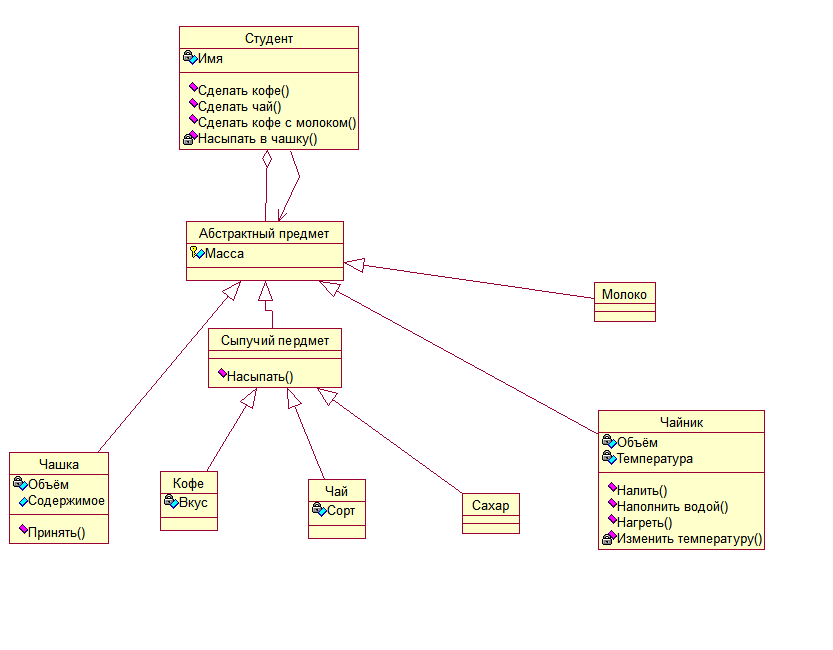 Студент
Имя
Сделать кофе()
Сделать чай()
Сделать кофе с молоком()
Насыпать в чашку()
Абстрактный предмет
Масса
Молоко
Сыпучий пердмет
Насыпать()
Чайник
Объём
Температура
Налить()
Наполнить водой()
Нагреть()
Изменить температуру()
Чашка
Объём
Содержимое
Принять()
Кофе
Вкус
Чай
Сорт
Сахар